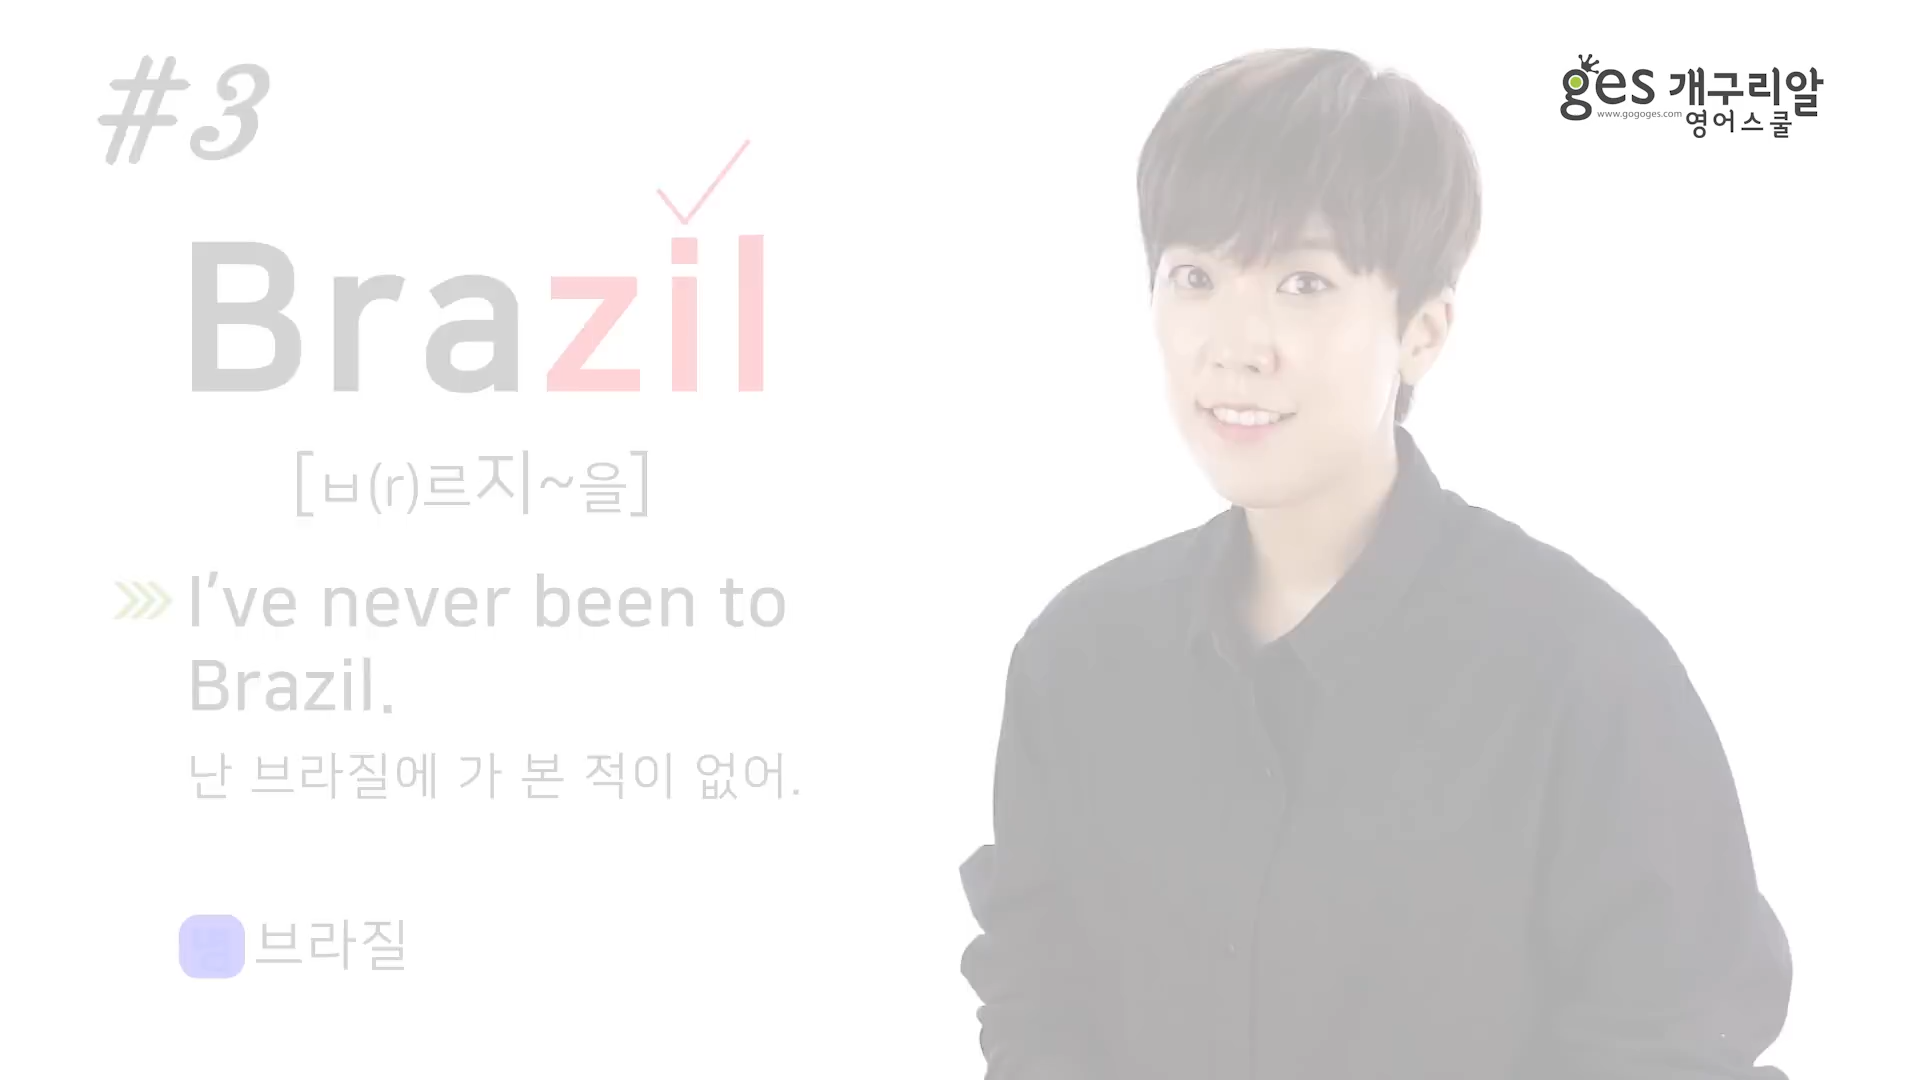 #3
ges 개구리알
www.gogoges.com 영어스쿨
Brazil
[ㅂ(r)르지~을]
I've never been to
Brazil.
난 브라질에 가 본 적이 없어.
명 브라질